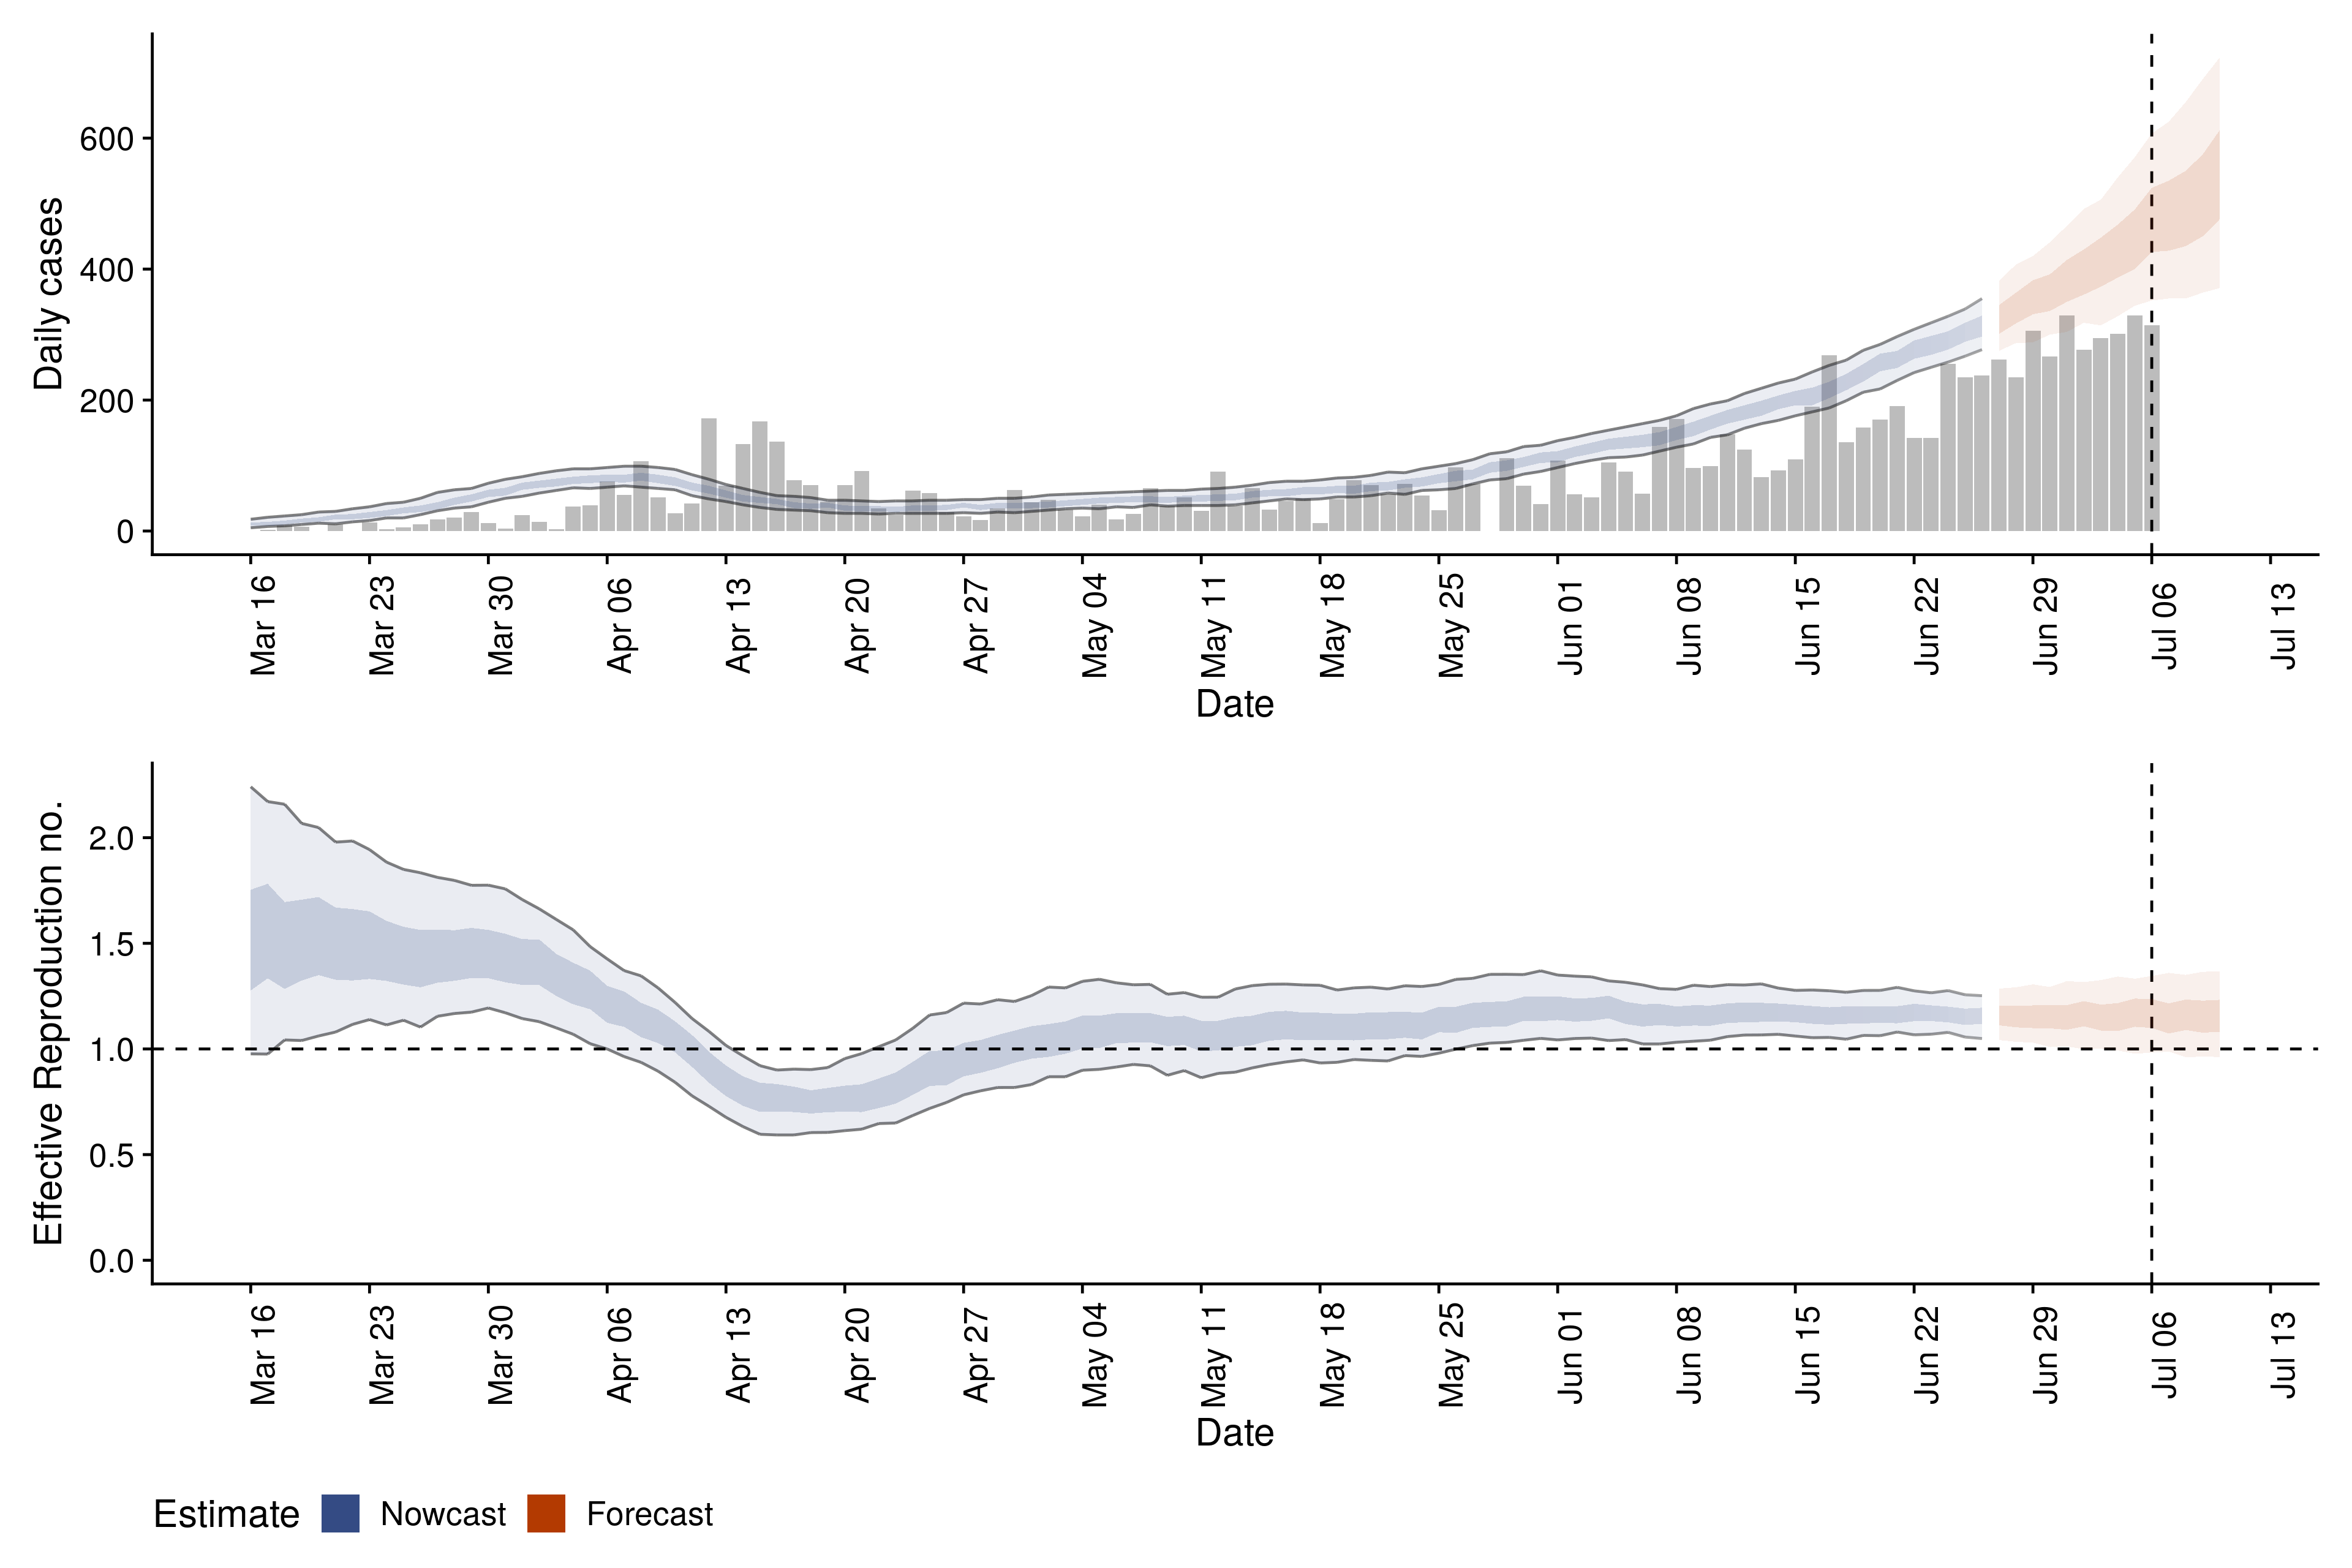 Daily cases
600
400
200
0
Mar 16
Mar 23
Mar 30
Apr 06
Apr 13
Apr 20
Apr 27
May 04
May 11
May 18
May 25
Jun 01
Jun 08
Jun 15
Jun 22
Jun 29
Jul 06
Jul 13
Date
Effective Reproduction no.
2.0
1.5
1.0
0.5
0.0
Mar 16
Mar 23
Mar 30
Apr 06
Apr 13
Apr 20
Apr 27
May 04
May 11
May 18
May 25
Jun 01
Jun 08
Jun 15
Jun 22
Jun 29
Jul 06
Jul 13
Date
Estimate Nowcast Forecast